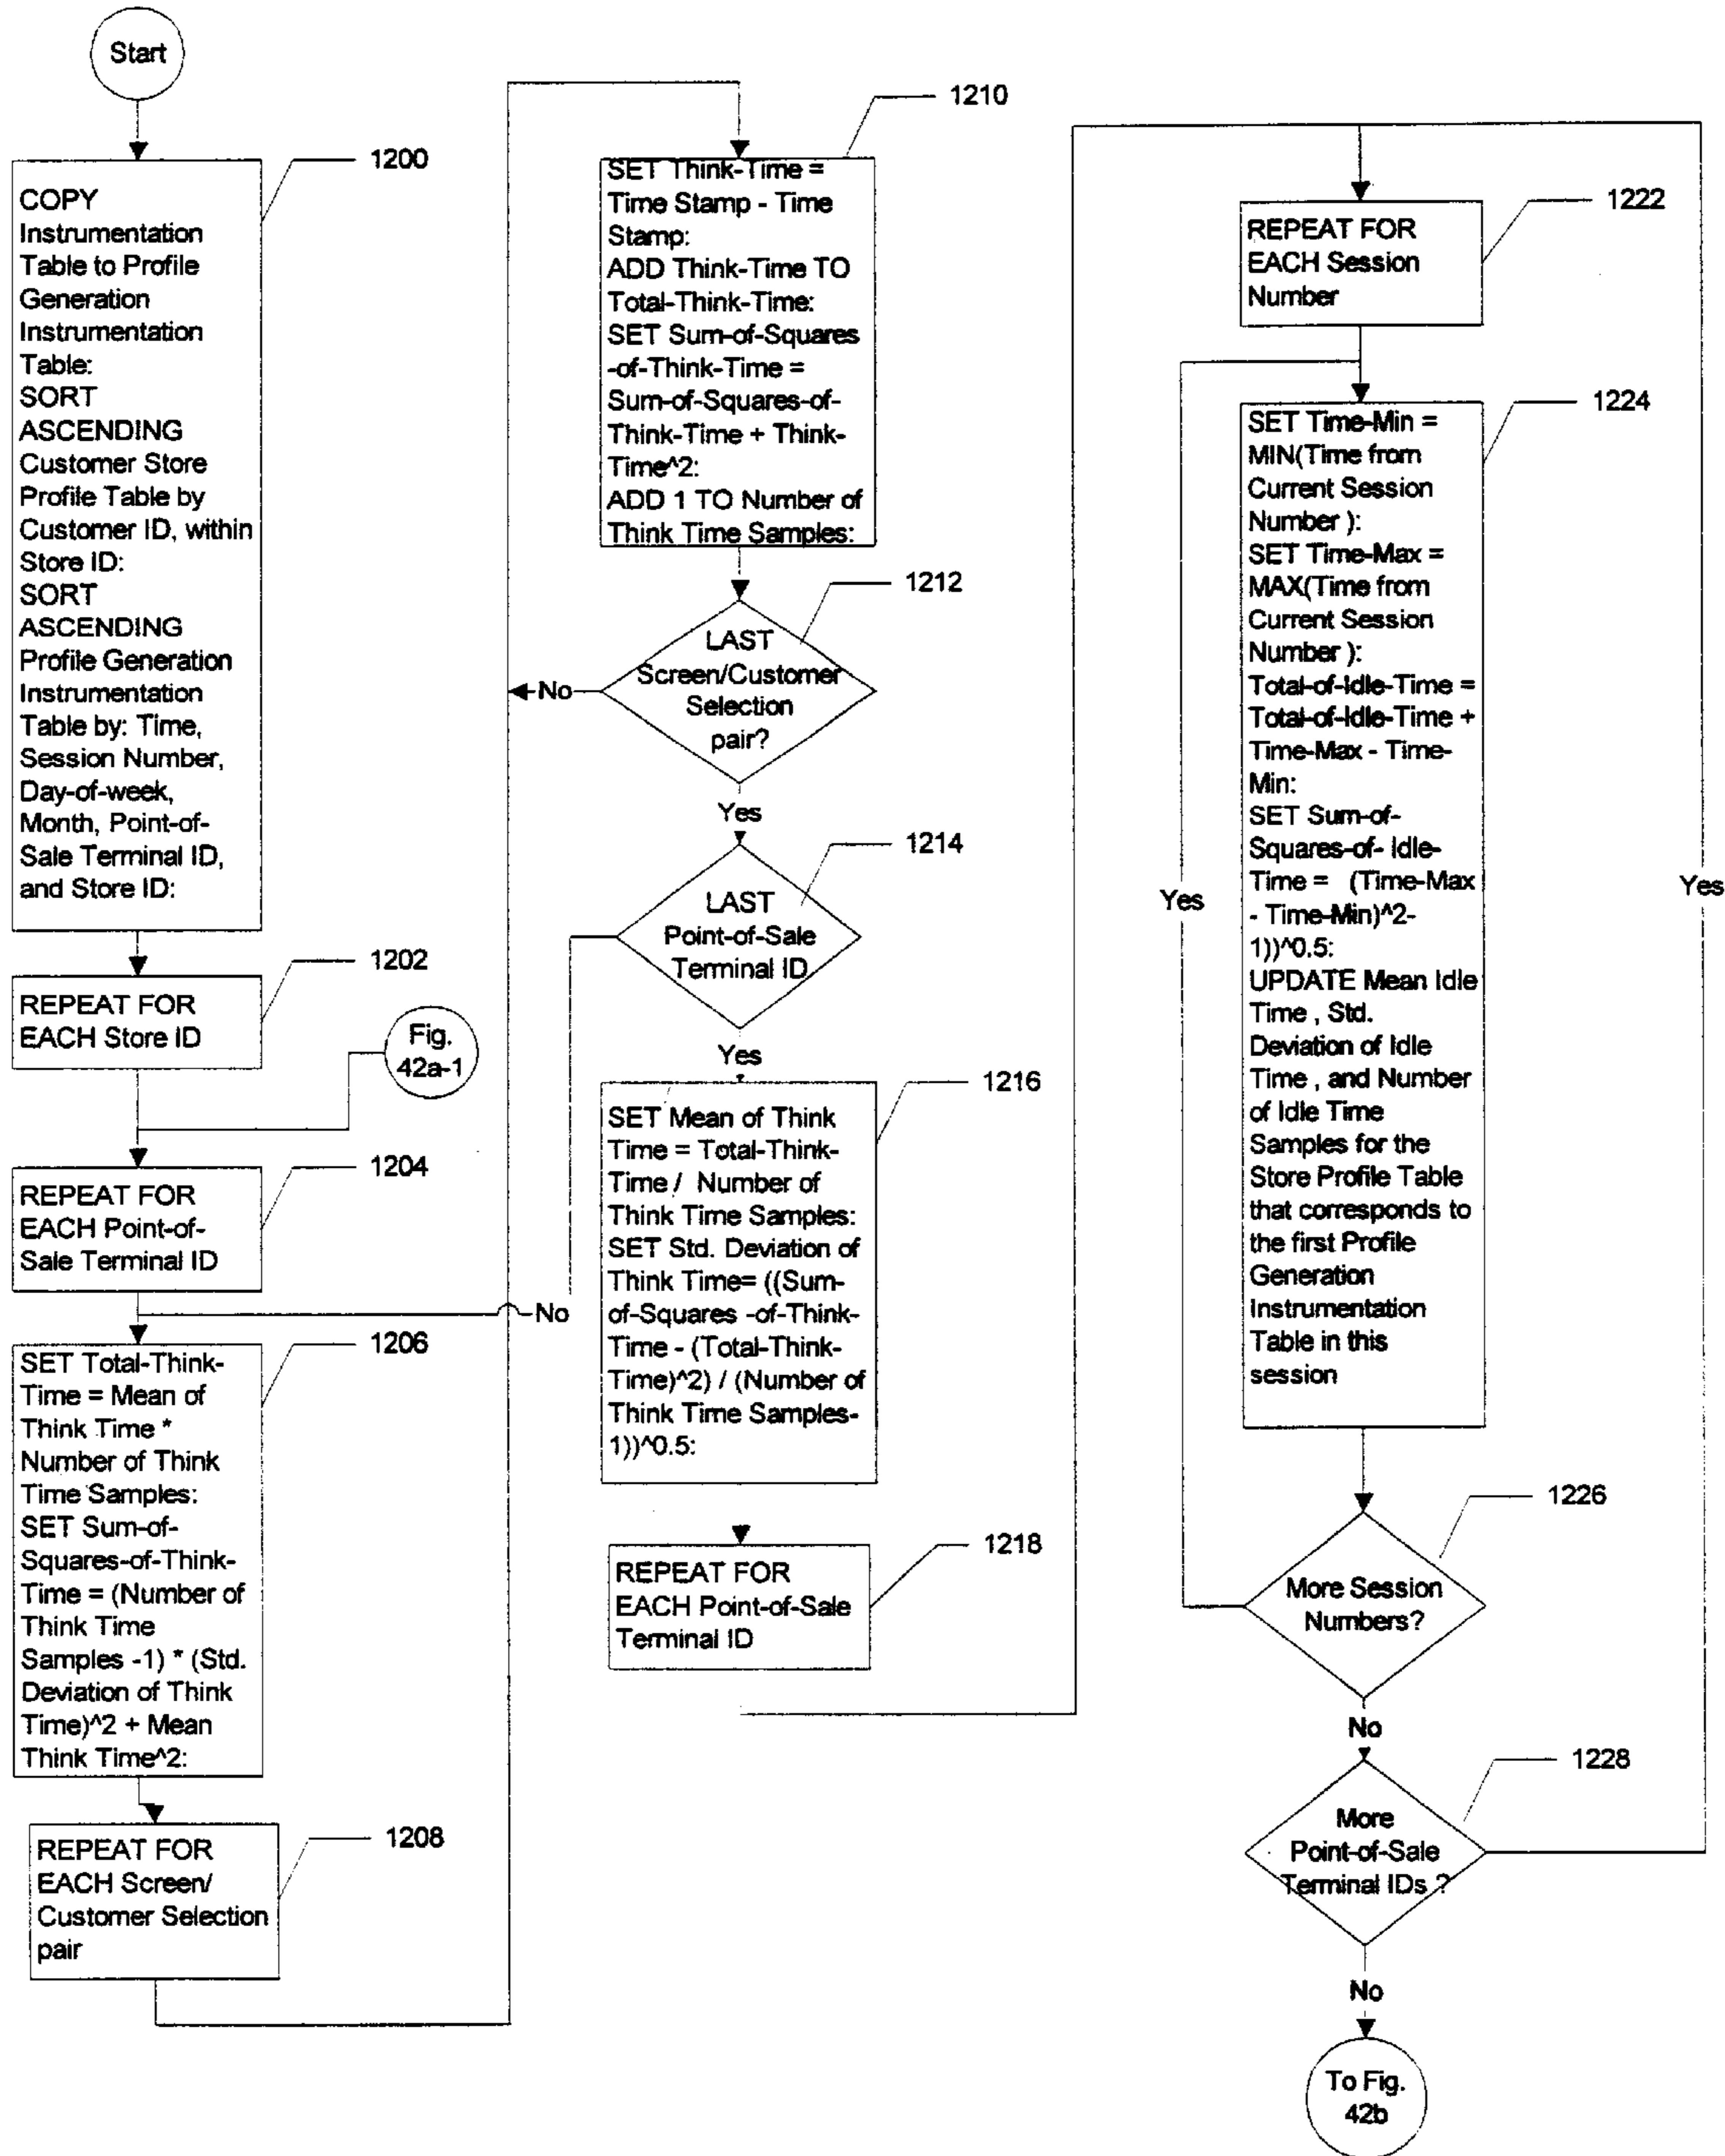 Start
1200
COPY
Instrumentation
Table to Profile
Generation
Instrumentation
Table:
SORT
ASCENDING
Customer Store
Profile Table by
Customer ID, within
Store ID:
SORT
ASCENDING
Profile Generation
Instrumentation
Table by: Time,
Session Number,
Day-of-week,
Month, Point-of-
Sale Terminal ID,
and Store ID:
1202
REPEAT FOR
EACH Store ID
Fig.
42a-1
1204
REPEAT FOR
EACH Point-of-
Sale Terminal ID
1206
SET Total-Think-
Time = Mean of
Think Time *
Number of Think
Time Samples:
SET Sum-of-
Squares-of-Think-
Time = (Number of
Think Time
Samples -1) * (Std.
Deviation of Think
Time)^2 + Mean
Think Time^2:
1208
REPEAT FOR
EACH Screen/
Customer Selection
pair
1210
SET Think-Time =
Time Stamp - Time
Stamp:
ADD Think-Time TO
Total-Think-Time:
SET Sum-of-Squares
-of-Think-Time =
Sum-of-Squares-of-
Think-Time + Think-
Time^2:
ADD 1 TO Number of
Think Time Samples:
1212
LAST
Screen/Customer
Selection
pair?
No
Yes
1214
LAST
Point-of-Sale
Terminal ID
No
Yes
1216
SET Mean of Think
Time = Total-Think-
Time / Number of
Think Time Samples:
SET Std. Deviation of
Think Time= ((Sum-
of-Squares -of-Think-
Time - (Total-Think-
Time)^2) / (Number of
Think Time Samples-
1))^0.5:
1218
REPEAT FOR
EACH Point-of-Sale
Terminal ID
1222
REPEAT FOR
EACH Session
Number
1224
SET Time-Min =
MIN(Time from
Current Session
Number ):
SET Time-Max =
MAX(Time from
Current Session
Number ):
Total-of-Idle-Time =
Total-of-Idle-Time +
Time-Max - Time-
Min:
SET Sum-of-
Squares-of- Idle-
Time = (Time-Max
- Time-Min)^2-
1))^0.5:
UPDATE Mean Idle
Time , Std.
Deviation of Idle
Time , and Number
of Idle Time
Samples for the
Store Profile Table
that corresponds to
the first Profile
Generation
Instrumentation
Table in this
session
Yes
Yes
1226
More Session
Numbers?
No
1228
More
Point-of-Sale
Terminal IDs ?
No
To Fig.
42b